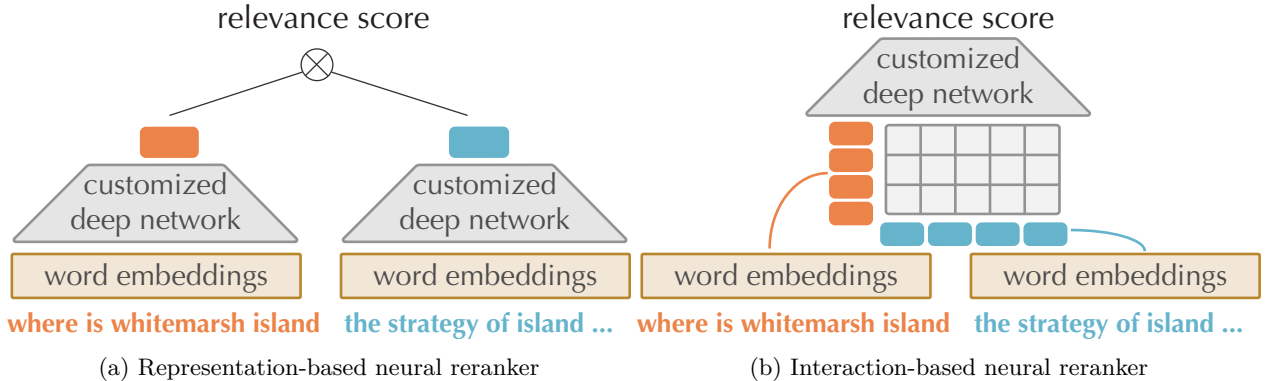 relevance score
customized
deep network
customized
deep network
word embeddings
word embeddings
where is whitemarsh island
the strategy of island ...
(a) Representation-based neural reranker
relevance score
customized
deep network
word embeddings
word embeddings
where is whitemarsh island
the strategy of island ...
(b) Interaction-based neural reranker